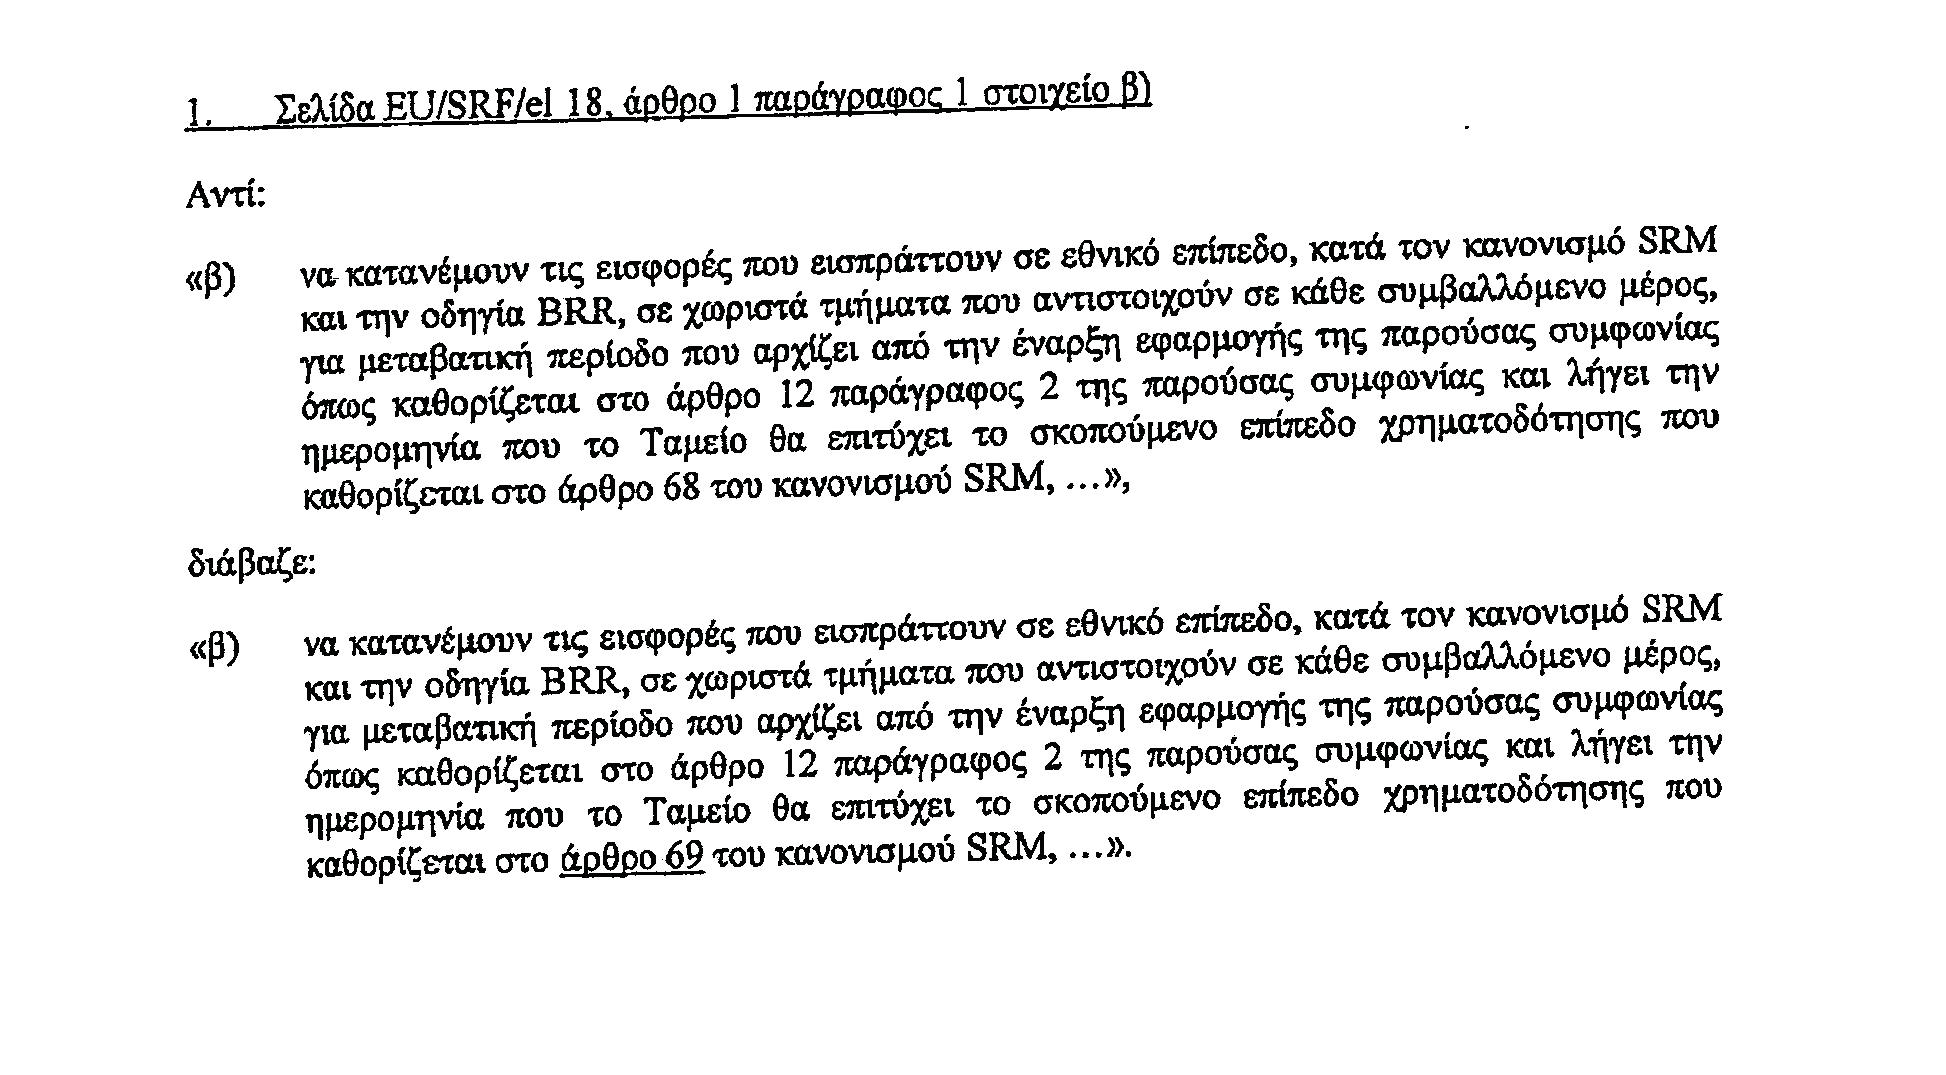 1. Σελίδα EU/SRF/el 18, άρθρο 1 παράγραφος 1 στοιχείο β)
Αντί:
«β) να κατανέμουν τις εισφορές που εισπράττουν σε εθνικό επίπεδο, κατά τον κανονισμό SRM
και την οδηγία BRR, σε χωριστά τμήματα που αντιστοιχούν σε κάθε συμβαλλόμενο μέρος,
για μεταβατική περίοδο που αρχίζει από την έναρξη εφαρμογής της παρούσας συμφωνίας
όπως καθορίζεται στο άρθρο 12 παράγραφος 2 της παρούσας συμφωνίας και λήγει την
ημερομηνία που το Ταμείο θα επιτύχει το σκοπούμενο επίπεδο χρηματοδότησης που
καθορίζεται στο άρθρο 68 του κανονισμού SRM, ...»,
διάβαζε:
«β) να κατανέμουν τις εισφορές που εισπράττουν σε εθνικό επίπεδο, κατά τον κανονισμό SRM
και την οδηγία BRR, σε χωριστά τμήματα που αντιστοιχούν σε κάθε συμβαλλόμενο μέρος,
για μεταβατική περίοδο που αρχίζει από την έναρξη εφαρμογής της παρούσας συμφωνίας
όπως καθορίζεται στο άρθρο 12 παράγραφος 2 της παρούσας συμφωνίας και λήγει την
ημερομηνία που το Ταμείο θα επιτύχει το σκοπούμενο επίπεδο χρηματοδότησης που
καθορίζεται στο άρθρο 69 του κανονισμού SRM, ...».